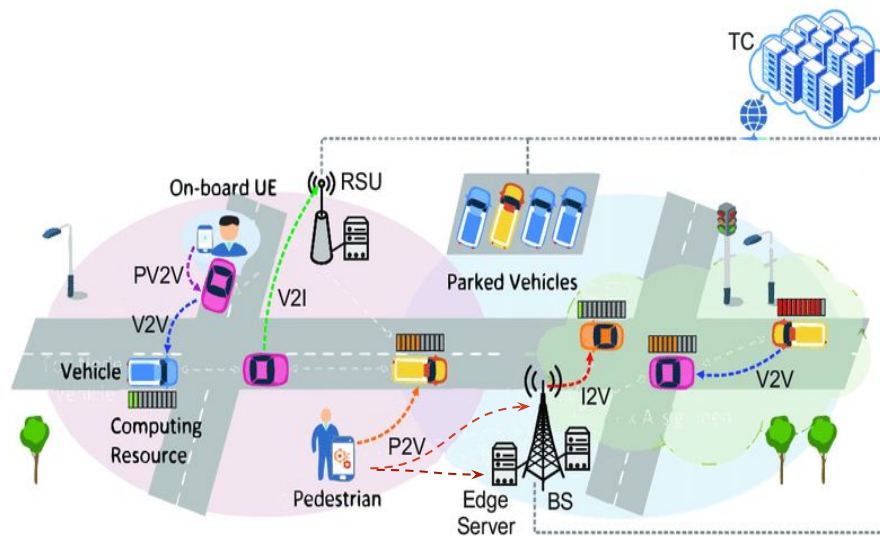 TC
On-board UE
RSU
PV2V
V2I
Parked Vehicles
V2V
Vehicle
I2V
V2V
Computing
Resource
P2V
Pedestrian
Edge
Server
BS